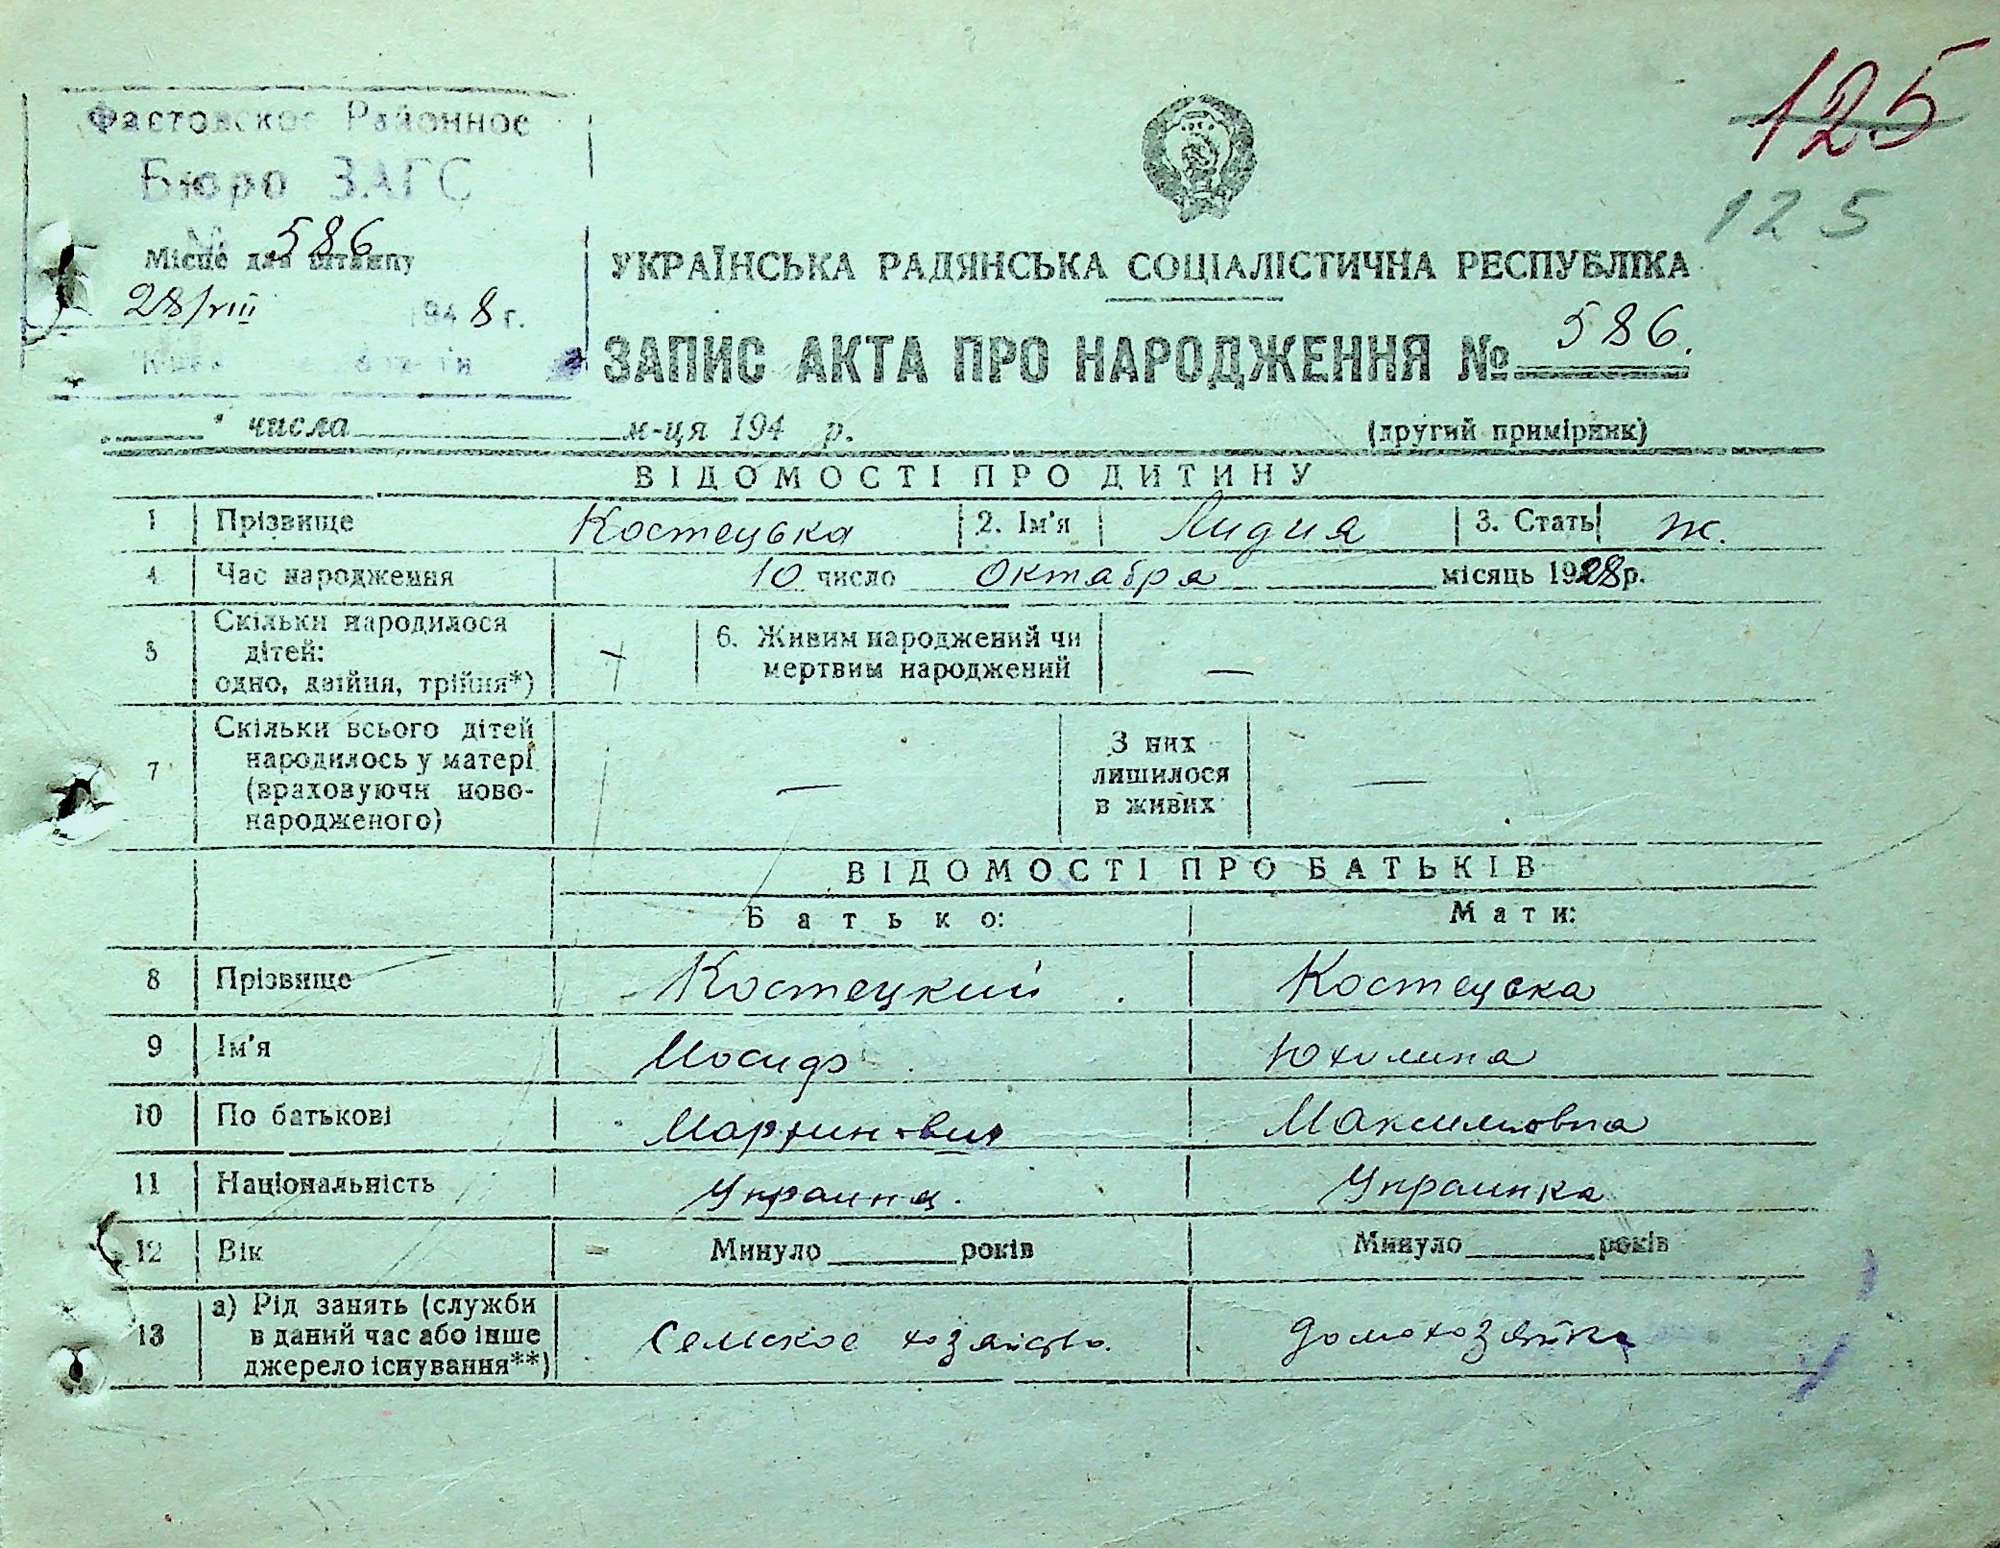 125
125
Фастовское Районное
Бюро ЗАГС
586
Місце для штампу
28/VIII 1948 г.
УКРАЇНСЬКА РАДЯНСЬКА СОЦІАЛІСТИЧНА РЕСПУБЛІКА
ЗАПИС АКТА ПРО НАРОДЖЕННЯ № 586.
числа м-ця 194 р. (другий примірник)
ВІДОМОСТІ ПРО ДИТИНУ
1 Прізвище Костецька 2. Ім'я Лидия 3. Стать ж.
4 Час народження 10 число Октября місяць 1928 р.
5 Скільки народилося дітей: одно, двійня, трійня*) 6. Живим народжений чи мертвим народжений —
7 Скільки всього дітей народилось у матері (враховуючи новонародженого) — З них лишилося в живих —
ВІДОМОСТІ ПРО БАТЬКІВ
Батько: Мати:
8 Прізвище Костецкий Костецька
9 Ім'я Иосиф Юхимина
10 По батькові Мартинович Максимовна
11 Національність Украинц. Украинка
12 Вік Минуло року років Минуло років
13 а) Рід занять (служби в даний час або інше джерело існування**) Сельское хозяйство. домохозяйка